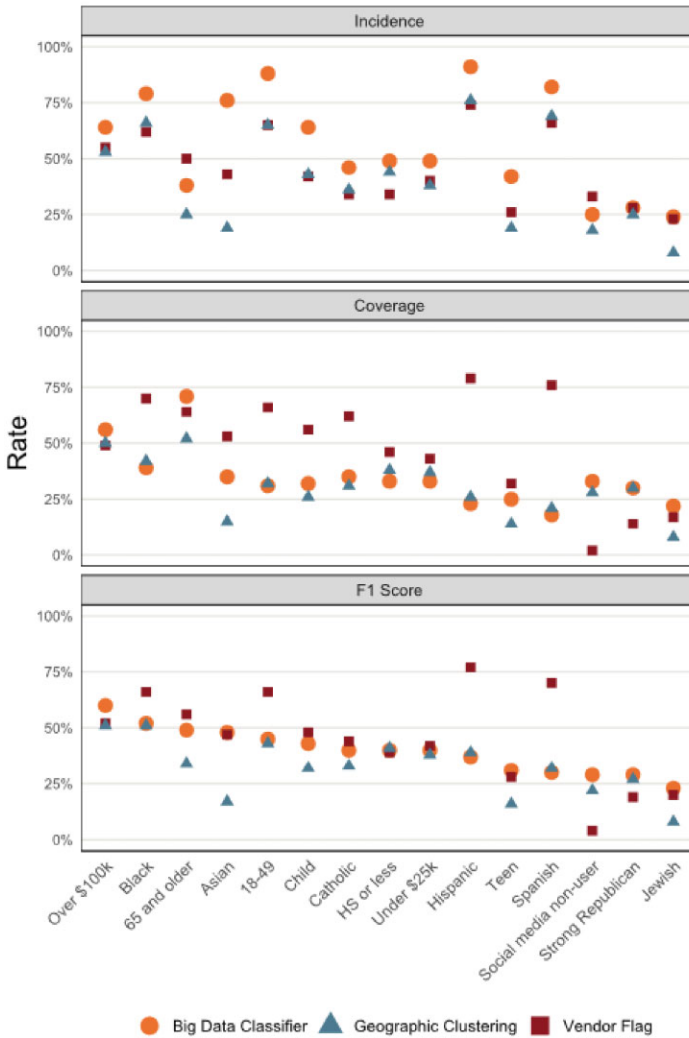 Incidence
100%
75%
50%
25%
0%
Coverage
100%
75%
50%
25%
0%
Rate
F1 Score
100%
75%
50%
25%
0%
Over $100k
Black
65 and older
Asian
18-49
Child
Catholic
HS or less
Under $25k
Hispanic
Teen
Spanish
Social media non-user
Strong Republican
Jewish
Big Data Classifier Geographic Clustering Vendor Flag